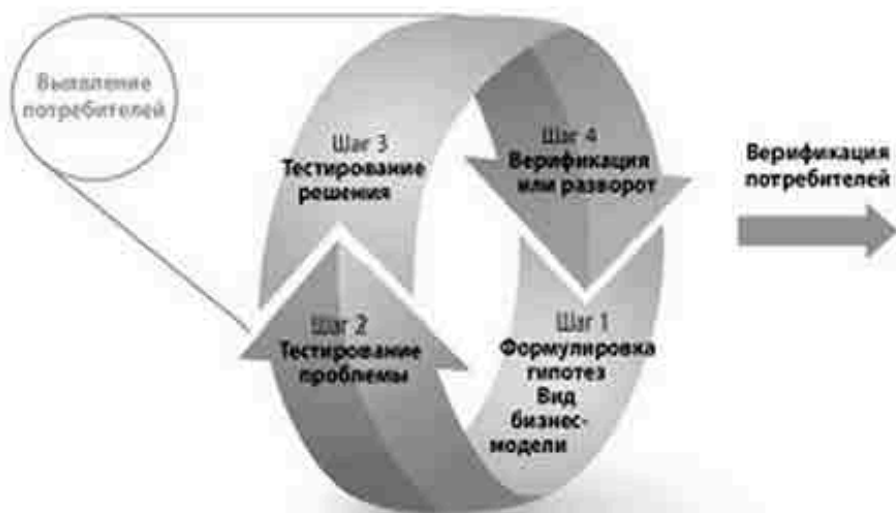 Выявление
потребителей
Шаг 3
Тестирование
решения
Шаг 4
Верификация
или разворот
Верификация
потребителей
Шаг 2
Тестирование
проблемы
Шаг 1
Формулировка
гипотез
Вид
бизнес-
модели